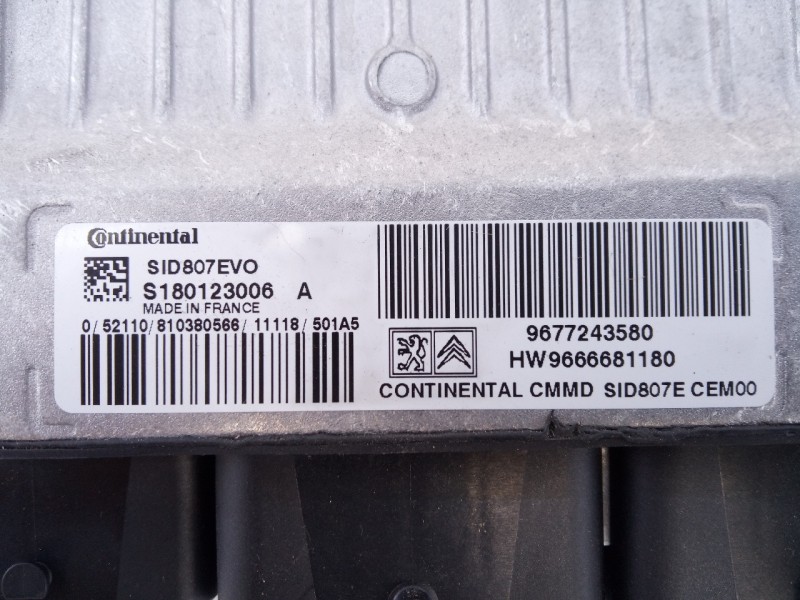 Continental
SID807EVO
S180123006 A
MADE IN FRANCE
0/52110/810380566/11118/501A5
9677243580
HW9666681180
CONTINENTAL CMMD SID807E CEM00